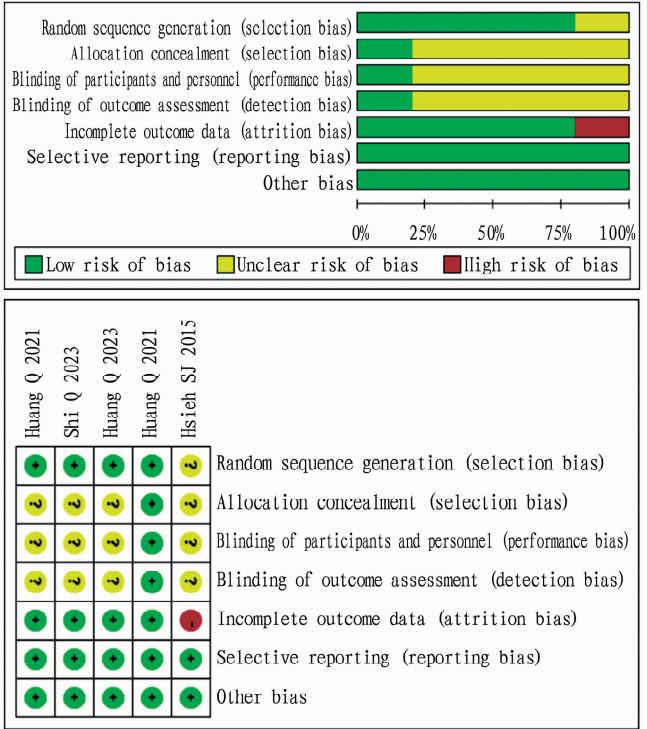 Random sequence generation (selection bias)
Allocation concealment (selection bias)
Blinding of participants and personnel (performance bias)
Blinding of outcome assessment (detection bias)
Incomplete outcome data (attrition bias)
Selective reporting (reporting bias)
Other bias
0% 25% 50% 75% 100%
Low risk of bias Unclear risk of bias High risk of bias
Huang Q 2021
Shi Q 2023
Huang Q 2023
Huang Q 2021
Hsieh SJ 2015
+ + + + ? Random sequence generation (selection bias)
? ? ? + ? Allocation concealment (selection bias)
? ? ? + ? Blinding of participants and personnel (performance bias)
? ? ? + ? Blinding of outcome assessment (detection bias)
+ + + + - Incomplete outcome data (attrition bias)
+ + + + + Selective reporting (reporting bias)
+ + + + + Other bias